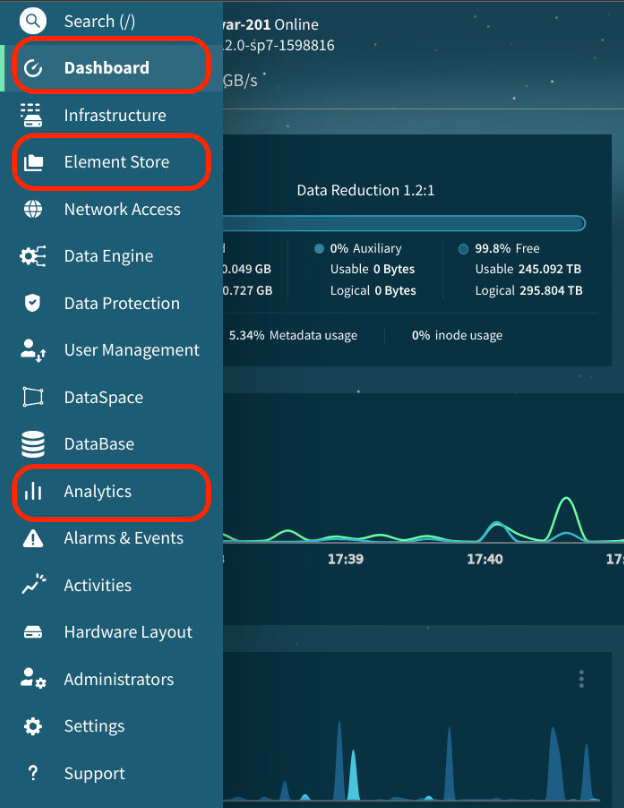 Search (/)
Dashboard
Infrastructure
Element Store
Network Access
Data Engine
Data Protection
User Management
DataSpace
DataBase
Analytics
Alarms & Events
Activities
Hardware Layout
Administrators
Settings
Support
var-201 Online
.2.0-sp7-1598816
GB/s
Data Reduction 1.2:1
d
0.049 GB
0.727 GB
0% Auxiliary
Usable 0 Bytes
Logical 0 Bytes
99.8% Free
Usable 245.092 TB
Logical 295.804 TB
5.34% Metadata usage
0% inode usage
17:39
17:40
17: